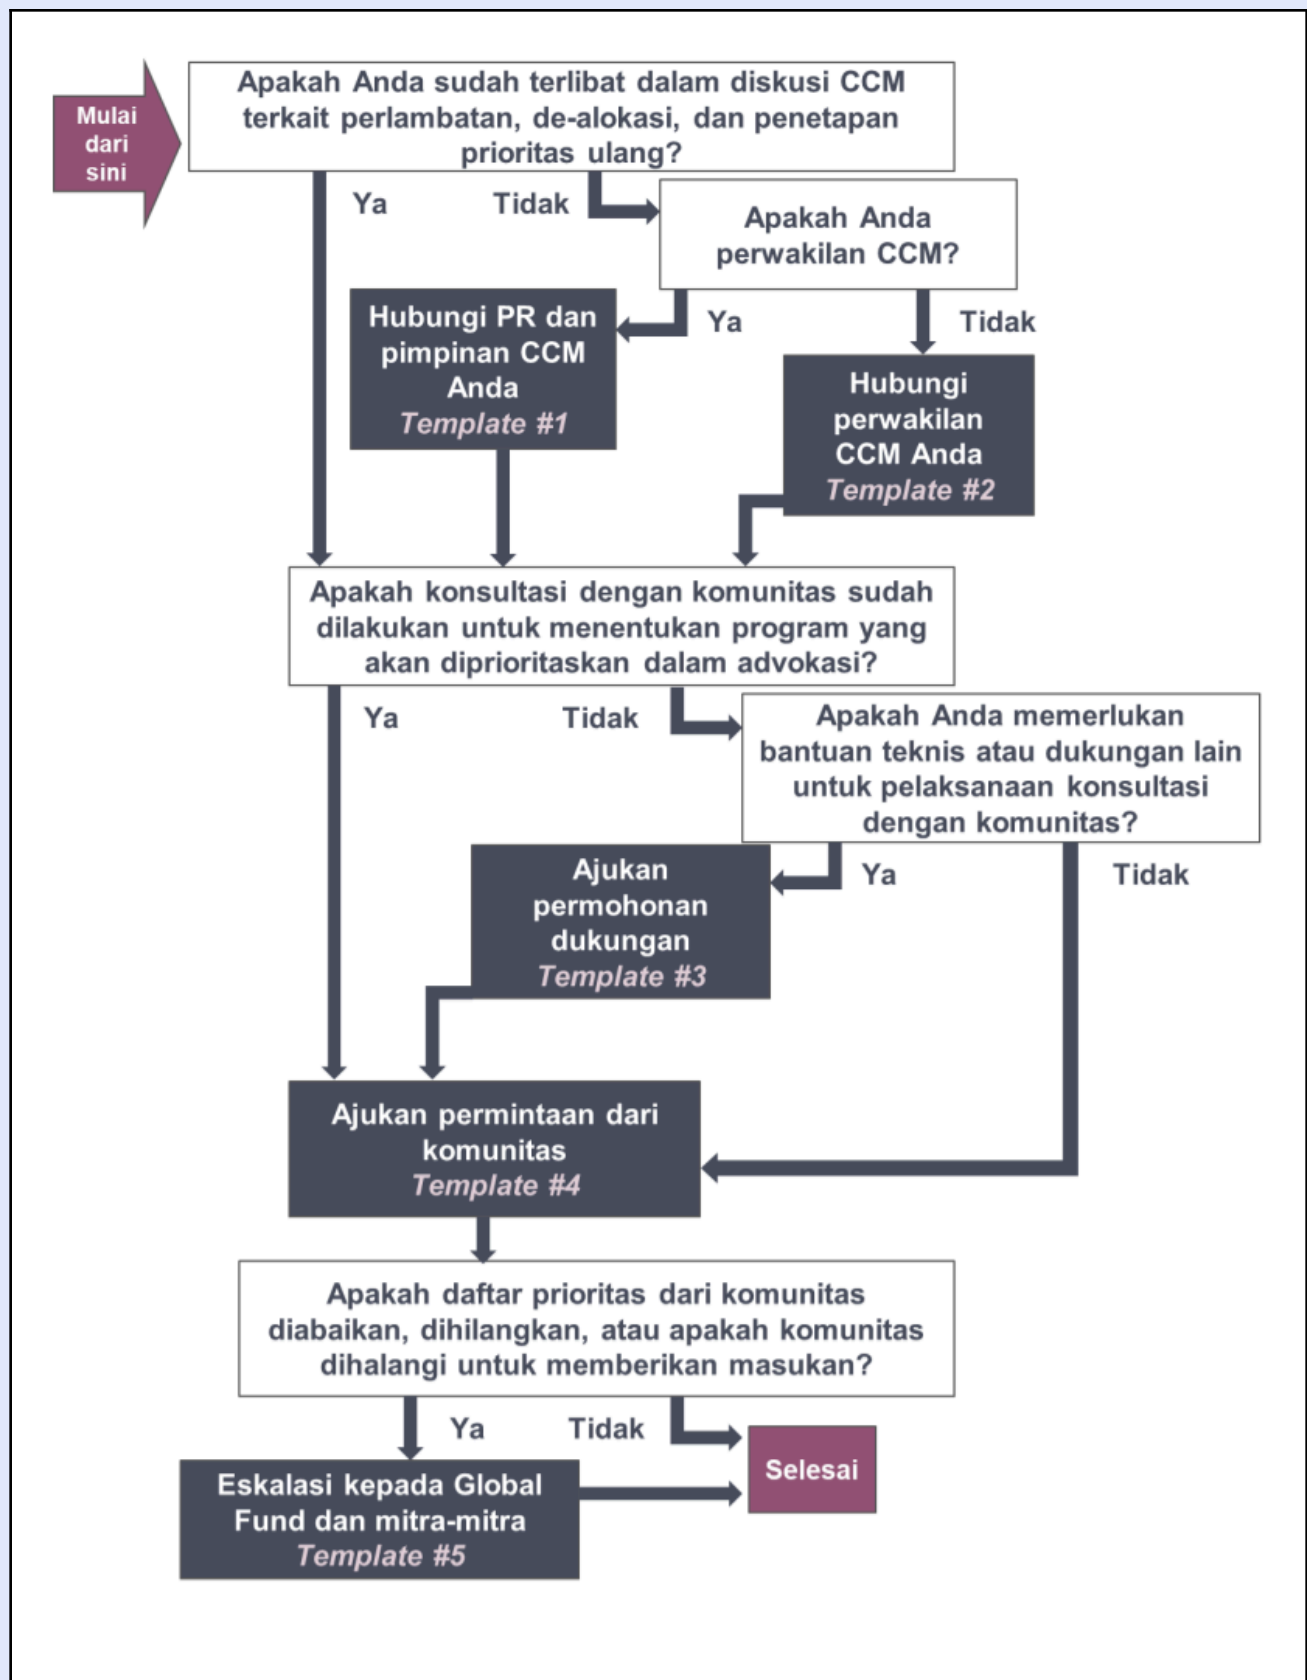 Mulai
dari
sini
Apakah Anda sudah terlibat dalam diskusi CCM
terkait perlambatan, de-alokasi, dan penetapan
prioritas ulang?
Ya
Tidak
Apakah Anda
perwakilan CCM?
Ya
Tidak
Hubungi PR dan
pimpinan CCM
Anda
Template #1
Hubungi
perwakilan
CCM Anda
Template #2
Apakah konsultasi dengan komunitas sudah
dilakukan untuk menentukan program yang
akan diprioritaskan dalam advokasi?
Ya
Tidak
Apakah Anda memerlukan
bantuan teknis atau dukungan lain
untuk pelaksanaan konsultasi
dengan komunitas?
Ya
Tidak
Ajukan
permohonan
dukungan
Template #3
Ajukan permintaan dari
komunitas
Template #4
Apakah daftar prioritas dari komunitas
diabaikan, dihilangkan, atau apakah komunitas
dihalangi untuk memberikan masukan?
Ya
Tidak
Selesai
Eskalasi kepada Global
Fund dan mitra-mitra
Template #5